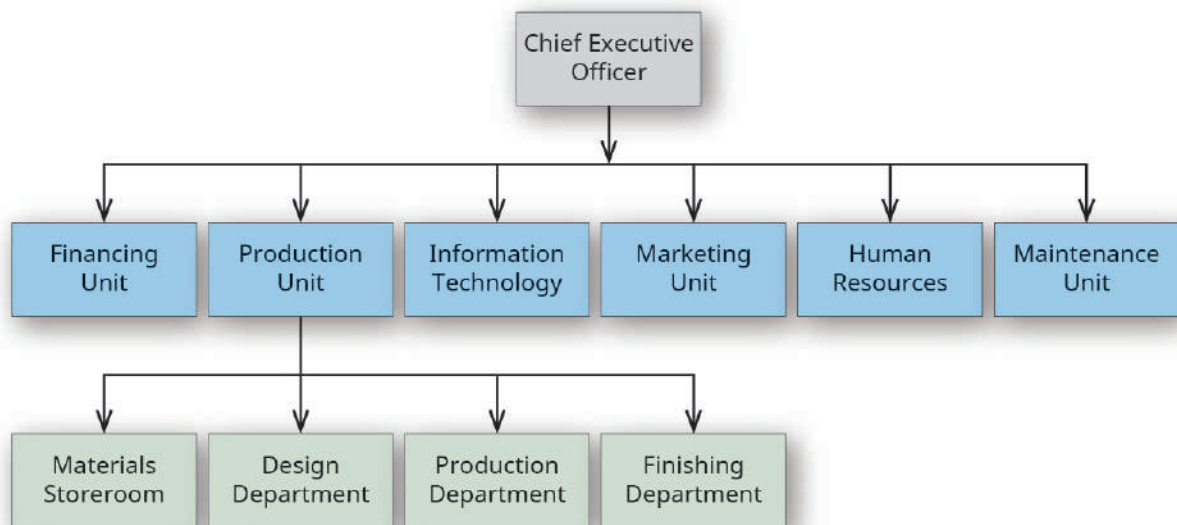 Chief Executive
Officer
Financing
Unit
Production
Unit
Information
Technology
Marketing
Unit
Human
Resources
Maintenance
Unit
Materials
Storeroom
Design
Department
Production
Department
Finishing
Department